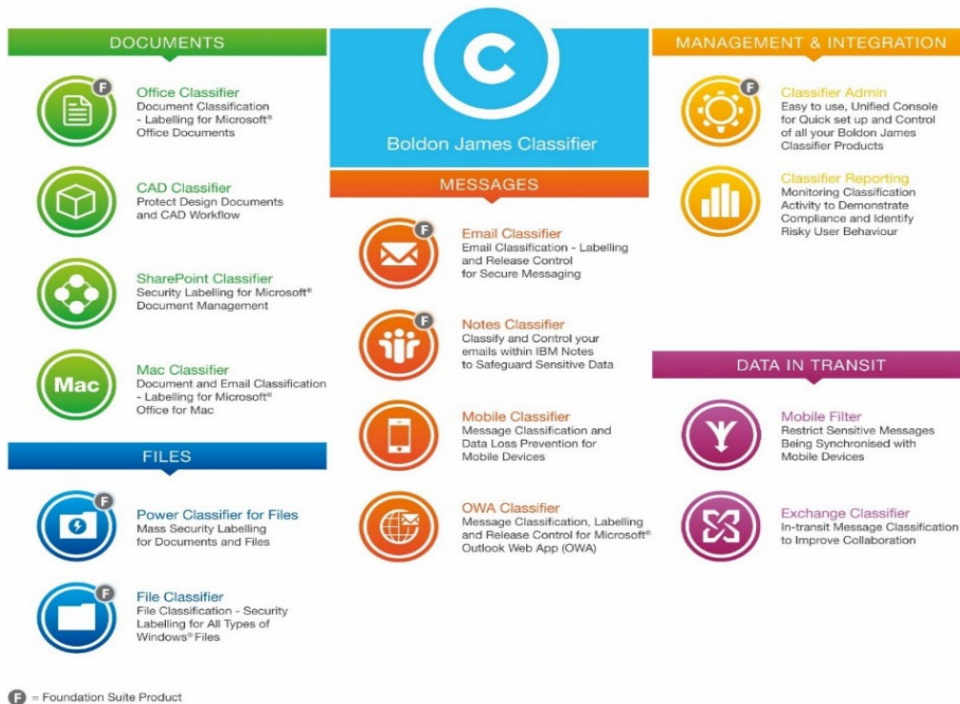 DOCUMENTS
F
Office Classifier
Document Classification
- Labelling for Microsoft®
Office Documents
CAD Classifier
Protect Design Documents
and CAD Workflow
SharePoint Classifier
Security Labelling for Microsoft®
Document Management
Mac
Mac Classifier
Document and Email Classification
- Labelling for Microsoft®
Office for Mac
FILES
F
Power Classifier for Files
Mass Security Labelling
for Documents and Files
F
File Classifier
File Classification - Security
Labelling for All Types of
Windows® Files
C
Boldon James Classifier
MESSAGES
F
Email Classifier
Email Classification - Labelling
and Release Control
for Secure Messaging
F
Notes Classifier
Classify and Control your
emails within IBM Notes
to Safeguard Sensitive Data
Mobile Classifier
Message Classification and
Data Loss Prevention for
Mobile Devices
OWA Classifier
Message Classification, Labelling
and Release Control for Microsoft®
Outlook Web App (OWA)
MANAGEMENT & INTEGRATION
F
Classifier Admin
Easy to use, Unified Console
for Quick set up and Control
of all your Boldon James
Classifier Products
Classifier Reporting
Monitoring Classification
Activity to Demonstrate
Compliance and Identify
Risky User Behaviour
DATA IN TRANSIT
Mobile Filter
Restrict Sensitive Messages
Being Synchronised with
Mobile Devices
Exchange Classifier
In-transit Message Classification
to Improve Collaboration
F = Foundation Suite Product